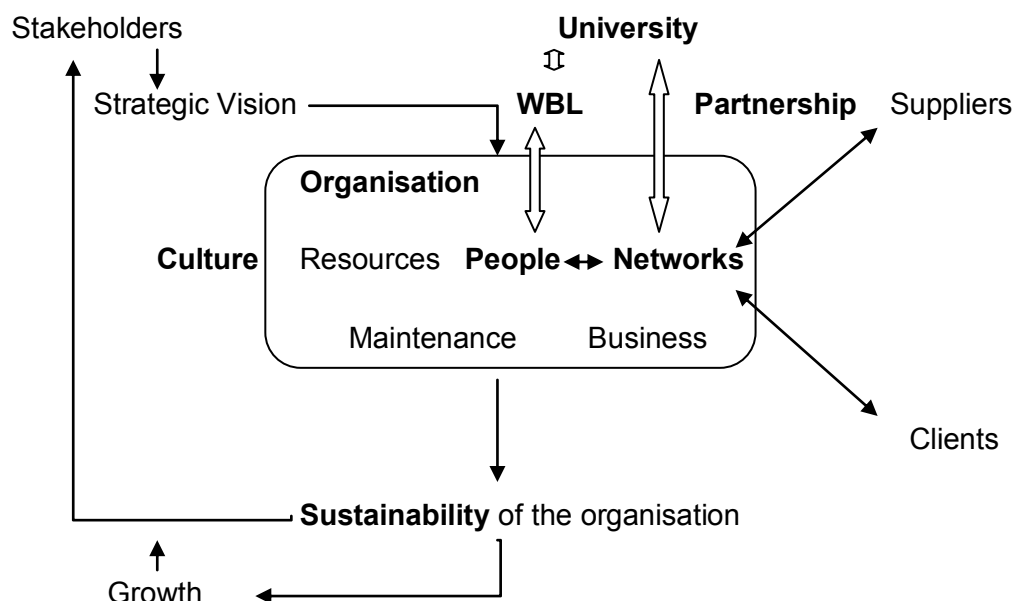 Stakeholders
University
Strategic Vision
WBL
Partnership
Suppliers
Organisation
Culture
Resources
People
Networks
Maintenance
Business
Clients
Sustainability of the organisation
Growth